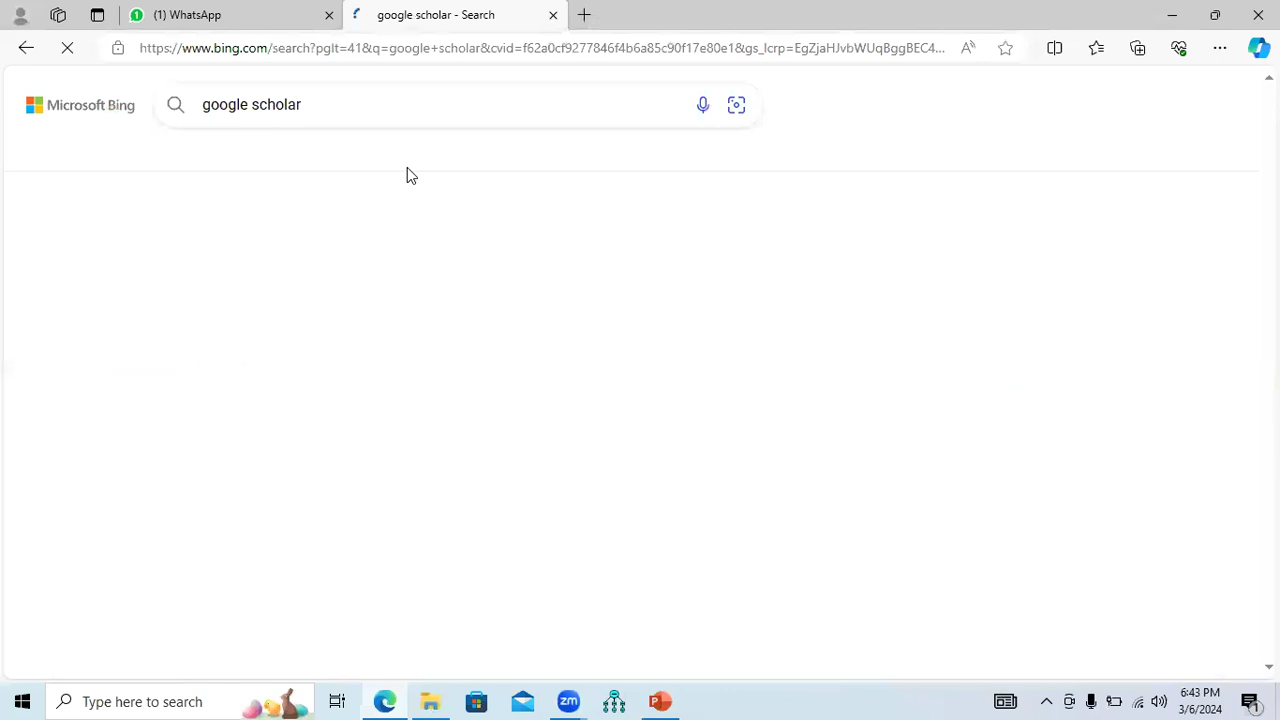 (1) WhatsApp
google scholar - Search
https://www.bing.com/search?pglt=41&q=google+scholar&cvid=f62a0cf9277846f4b6a85c90f17e80e1&gs_lcrp=EgZjaHJvbWUqBggBEC4...
Microsoft Bing
google scholar
Type here to search
zm
6:43 PM
3/6/2024